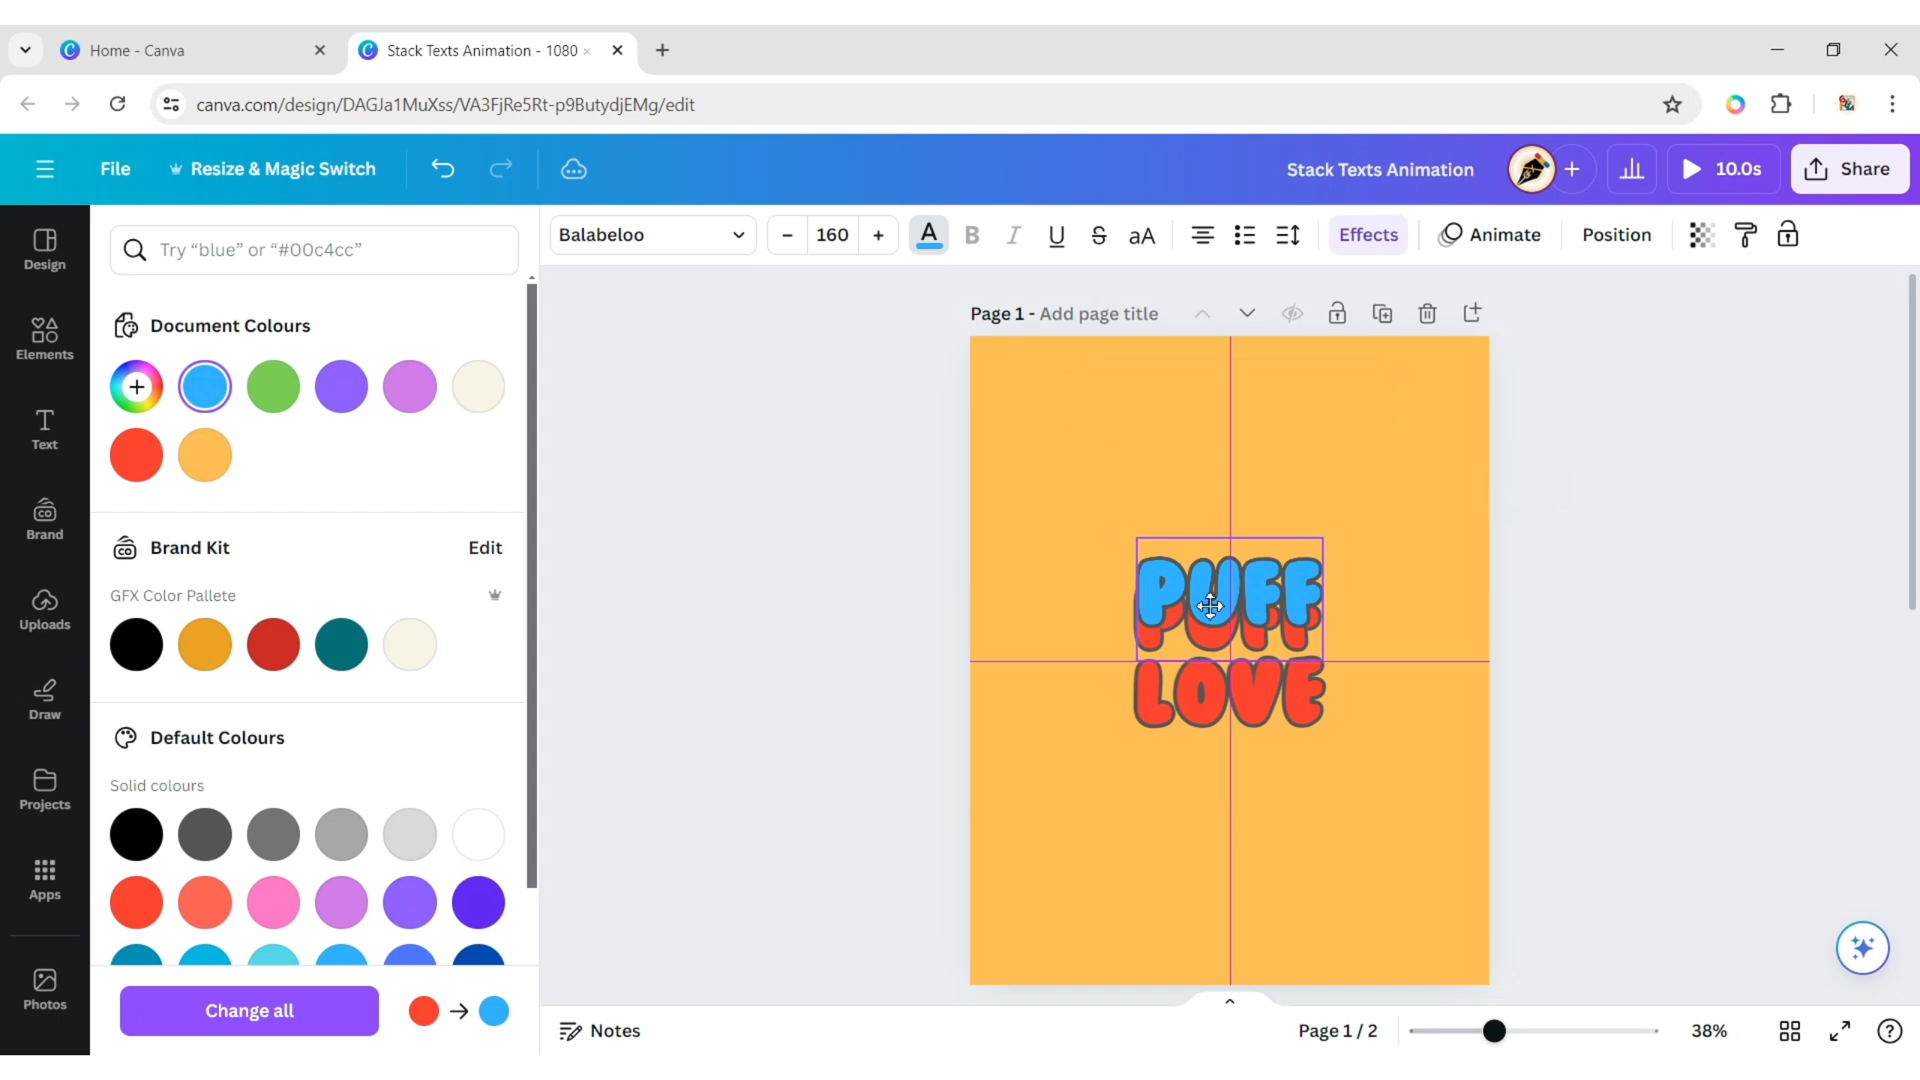 Home - Canva
Stack Texts Animation - 1080
canva.com/design/DAGJa1MuXss/VA3FjRe5Rt-p9ButydjEMg/edit
File
Resize & Magic Switch
Stack Texts Animation
10.0s
Share
Design
Elements
Text
Brand
Uploads
Draw
Projects
Apps
Photos
Try “blue” or “#00c4cc”
Document Colours
Brand Kit
Edit
GFX Color Pallete
Default Colours
Solid colours
Change all
Balabeloo
- 160 +
A B I U S aA
Effects
Animate
Position
Page 1 - Add page title
PUFF
PUFF
LOVE
Notes
Page 1 / 2
38%